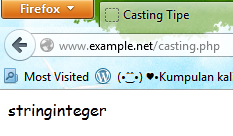 Firefox
Casting Tipe
www.example.net/casting.php
Most Visited (•̃‿•̃) ♥•Kumpulan kal
stringinteger